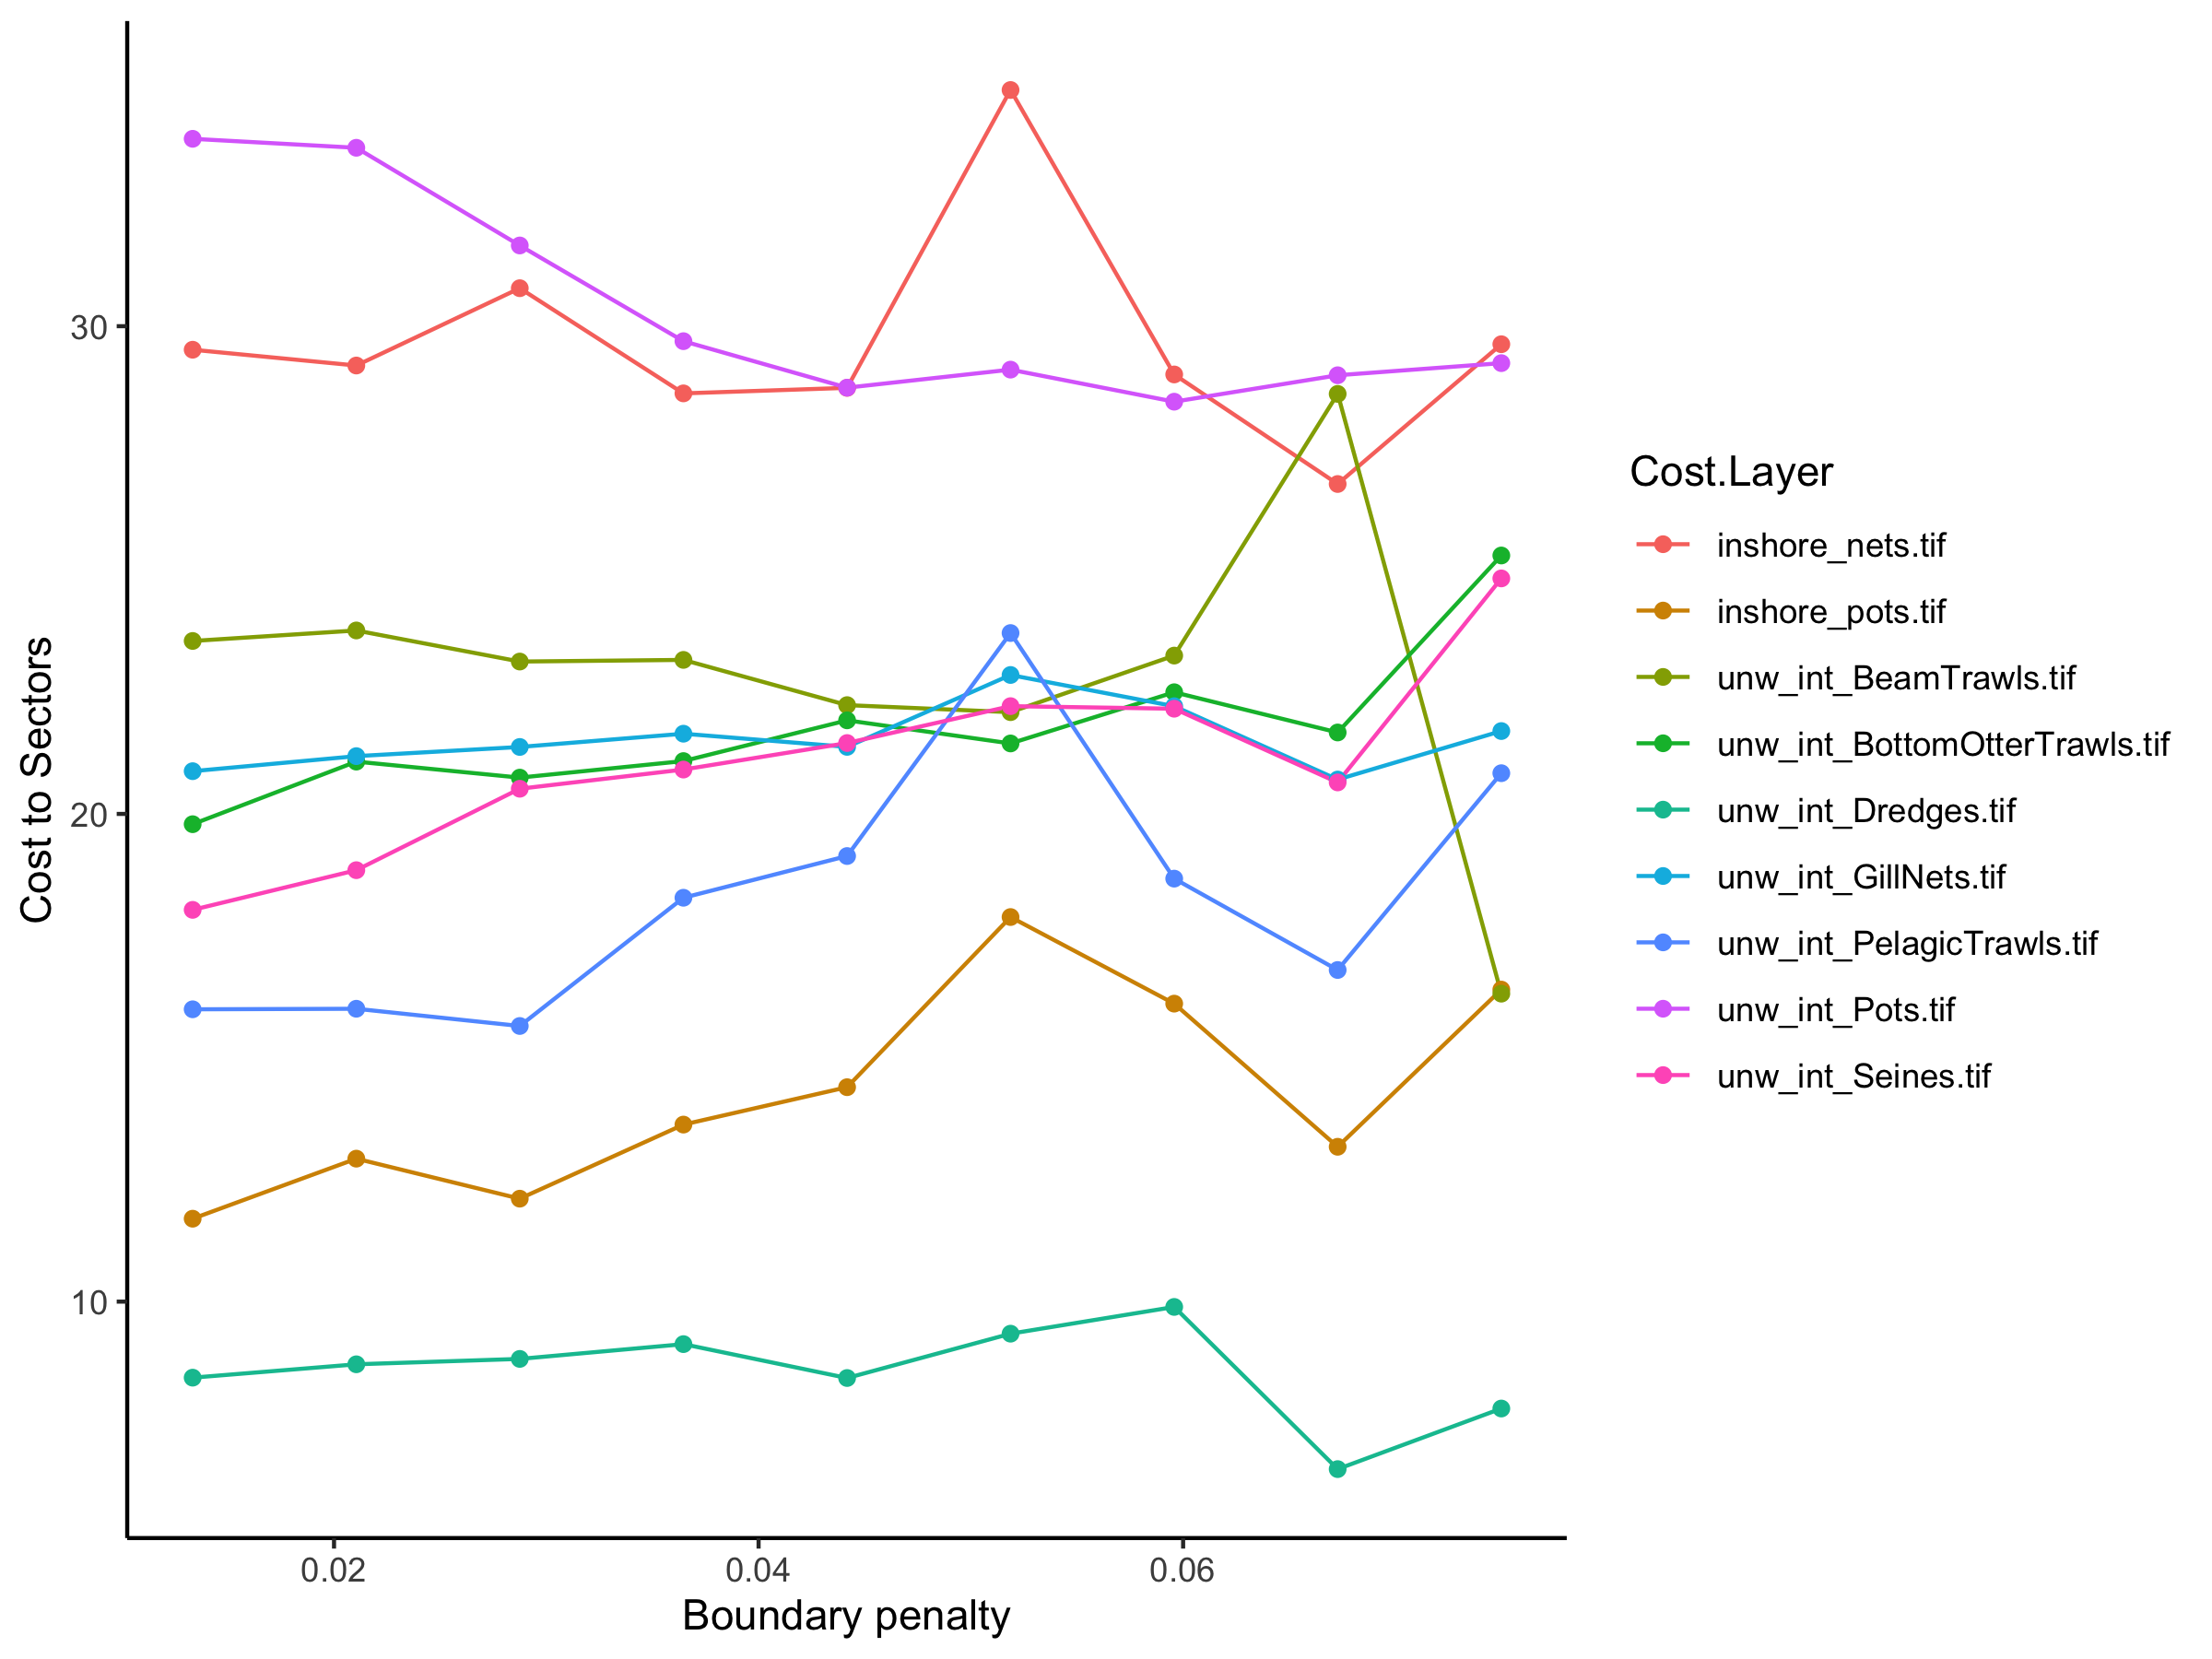 Cost to Sectors
30
20
10
0.02
0.04
0.06
Boundary penalty
Cost.Layer
inshore_nets.tif
inshore_pots.tif
unw_int_BeamTrawls.tif
unw_int_BottomOtterTrawls.tif
unw_int_Dredges.tif
unw_int_GillNets.tif
unw_int_PelagicTrawls.tif
unw_int_Pots.tif
unw_int_Seines.tif